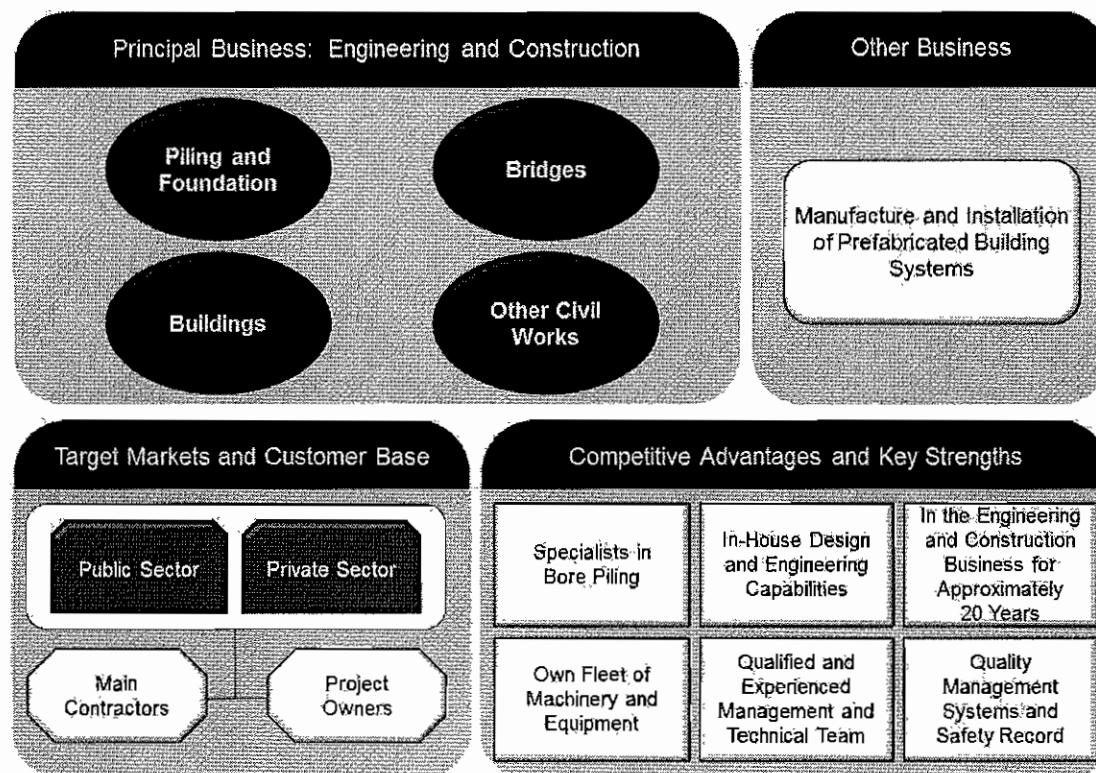 Principal Business: Engineering and Construction
Piling and
Foundation
Bridges
Buildings
Other Civil
Works
Other Business
Manufacture and Installation
of Prefabricated Building
Systems
Target Markets and Customer Base
Public Sector
Private Sector
Main
Contractors
Project
Owners
Competitive Advantages and Key Strengths
Specialists in
Bore Piling
In-House Design
and Engineering
Capabilities
In the Engineering
and Construction
Business for
Approximately
20 Years
Own Fleet of
Machinery and
Equipment
Qualified and
Experienced
Management and
Technical Team
Quality
Management
Systems and
Safety Record